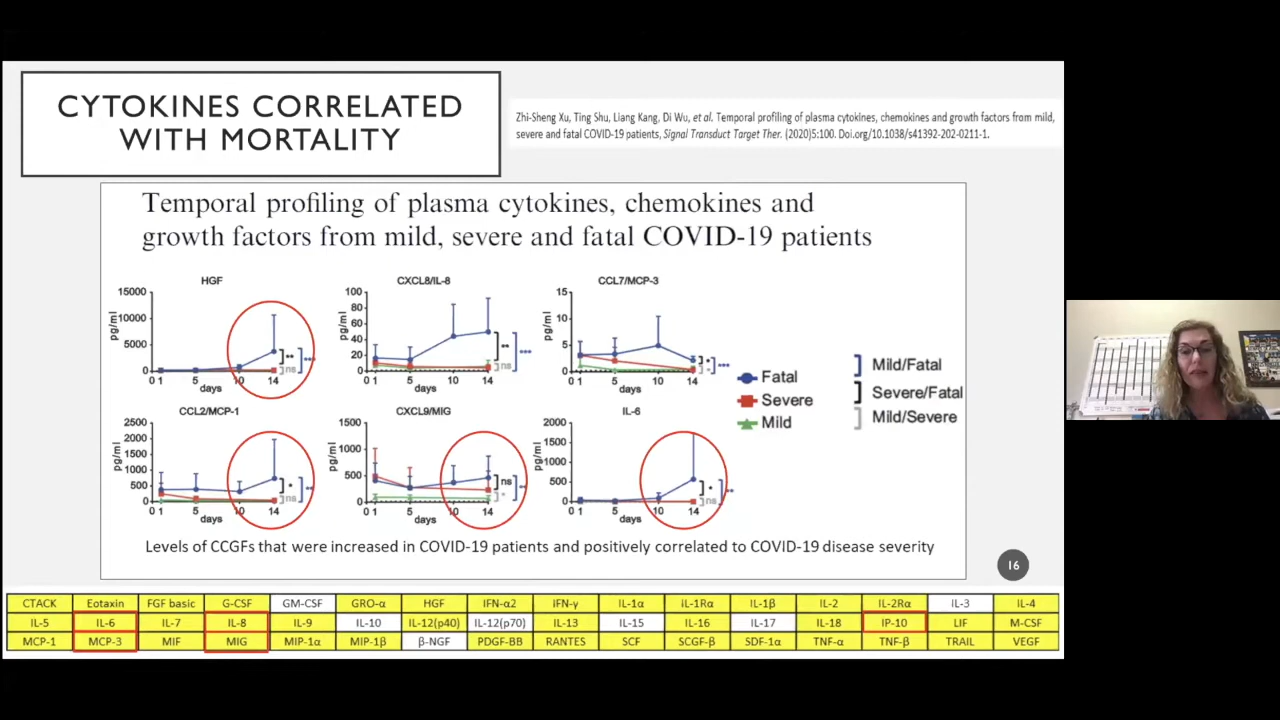 CYTOKINES CORRELATED
WITH MORTALITY
Zhi-Sheng Xu, Ting Shu, Liang Kang, Di Wu, et al. Temporal profiling of plasma cytokines, chemokines and growth factors from mild,
severe and fatal COVID-19 patients, Signal Transduct Target Ther. (2020)5:100. Doi.org/10.1038/s41392-202-0211-1.
Temporal profiling of plasma cytokines, chemokines and
growth factors from mild, severe and fatal COVID-19 patients
HGF
pg/ml
15000
10000
5000
0
0 1 5 10 14
days
** *** ns
CXCL8/IL-8
pg/ml
100
80
60
40
20
0
0 1 5 10 14
days
** *** ns
CCL7/MCP-3
pg/ml
15
10
5
0
0 1 5 10 14
days
* *** *
Fatal
Severe
Mild
Mild/Fatal
Severe/Fatal
Mild/Severe
CCL2/MCP-1
pg/ml
2500
2000
1500
1000
500
0
0 1 5 10 14
days
* ** ns
CXCL9/MIG
pg/ml
1500
1000
500
0
0 1 5 10 14
days
ns ** *
IL-6
pg/ml
2000
1500
1000
500
0
0 1 5 10 14
days
* ** ns
Levels of CCGFs that were increased in COVID-19 patients and positively correlated to COVID-19 disease severity
16
CTACK Eotaxin FGF basic G-CSF GM-CSF GRO-α HGF IFN-α2 IFN-γ IL-1α IL-1Rα IL-1β IL-2 IL-2Rα IL-3 IL-4
IL-5 IL-6 IL-7 IL-8 IL-9 IL-10 IL-12(p40) IL-12(p70) IL-13 IL-15 IL-16 IL-17 IL-18 IP-10 LIF M-CSF
MCP-1 MCP-3 MIF MIG MIP-1α MIP-1β β-NGF PDGF-BB RANTES SCF SCGF-β SDF-1α TNF-α TNF-β TRAIL VEGF